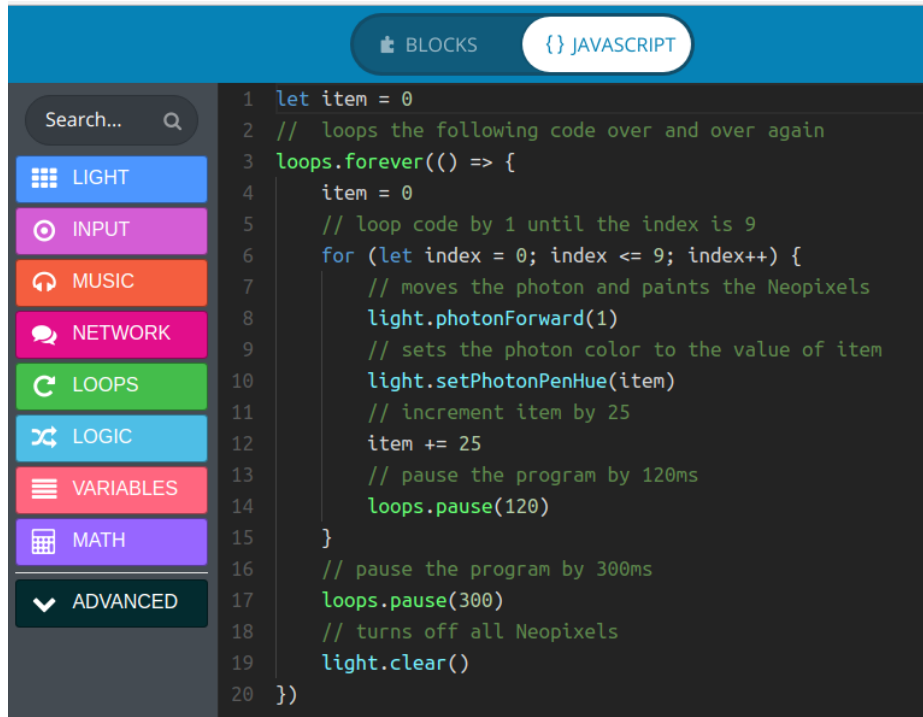 BLOCKS
{ } JAVASCRIPT
Search...
LIGHT
INPUT
MUSIC
NETWORK
LOOPS
LOGIC
VARIABLES
MATH
ADVANCED
1 let item = 0
2 //  loops the following code over and over again
3 loops.forever(() => {
4     item = 0
5     // loop code by 1 until the index is 9
6     for (let index = 0; index <= 9; index++) {
7         // moves the photon and paints the Neopixels
8         light.photonForward(1)
9         // sets the photon color to the value of item
10         light.setPhotonPenHue(item)
11         // increment item by 25
12         item += 25
13         // pause the program by 120ms
14         loops.pause(120)
15     }
16     // pause the program by 300ms
17     loops.pause(300)
18     // turns off all Neopixels
19     light.clear()
20 })